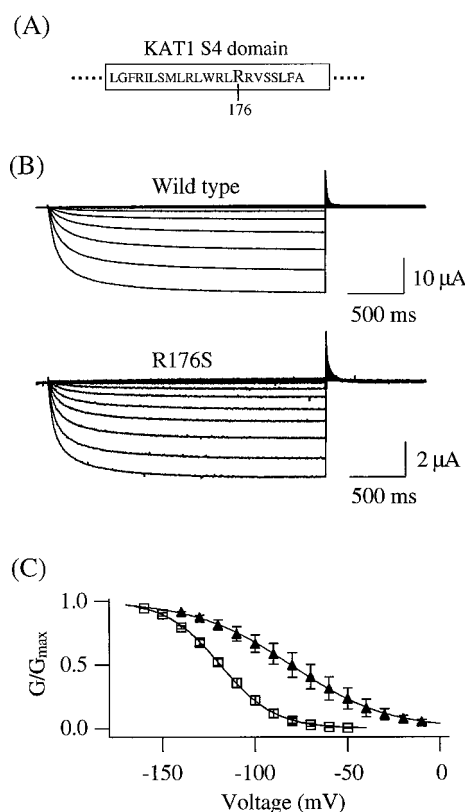 (A)
KAT1 S4 domain
LGFRILSMLRLWRLRRVSSLFA
176
(B)
Wild type
10 µA
500 ms
R176S
2 µA
500 ms
(C)
1.0
0.5
0.0
G/Gmax
-150 -100 -50 0
Voltage (mV)